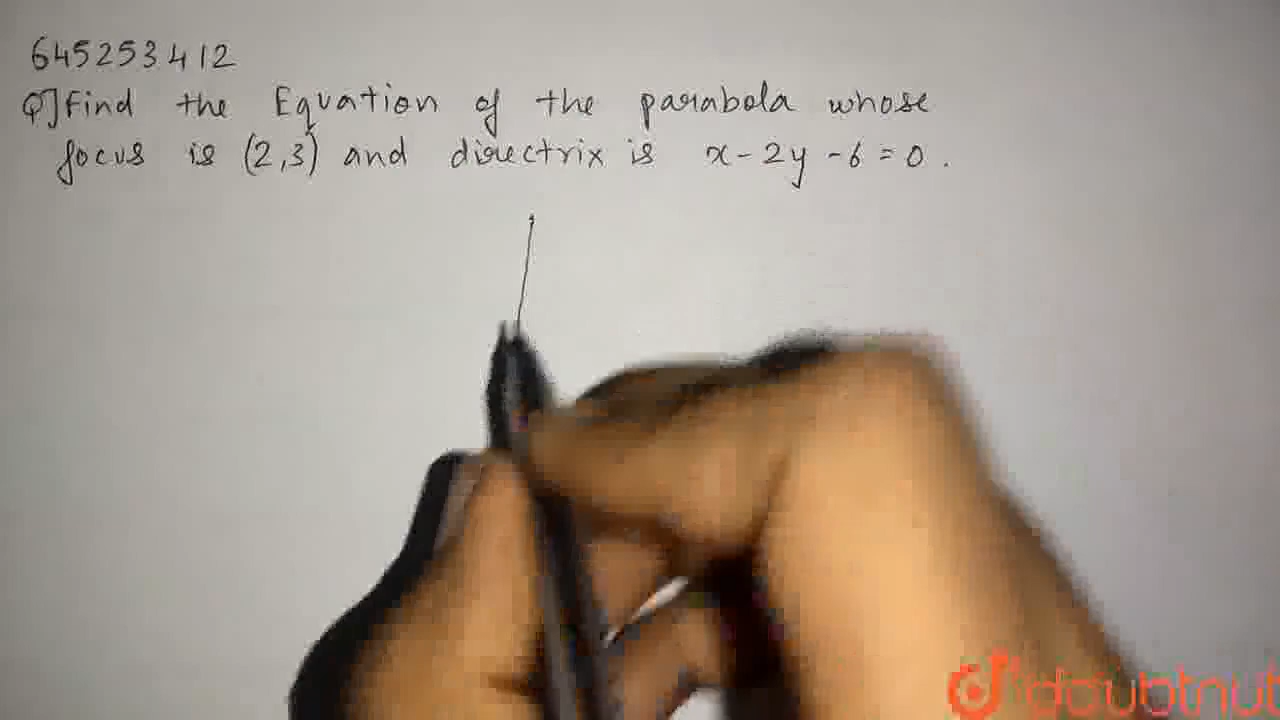 645253412
Q] Find the Equation of the parabola whose
focus is (2,3) and directrix is x - 2y - 6 = 0 .
doubtnut